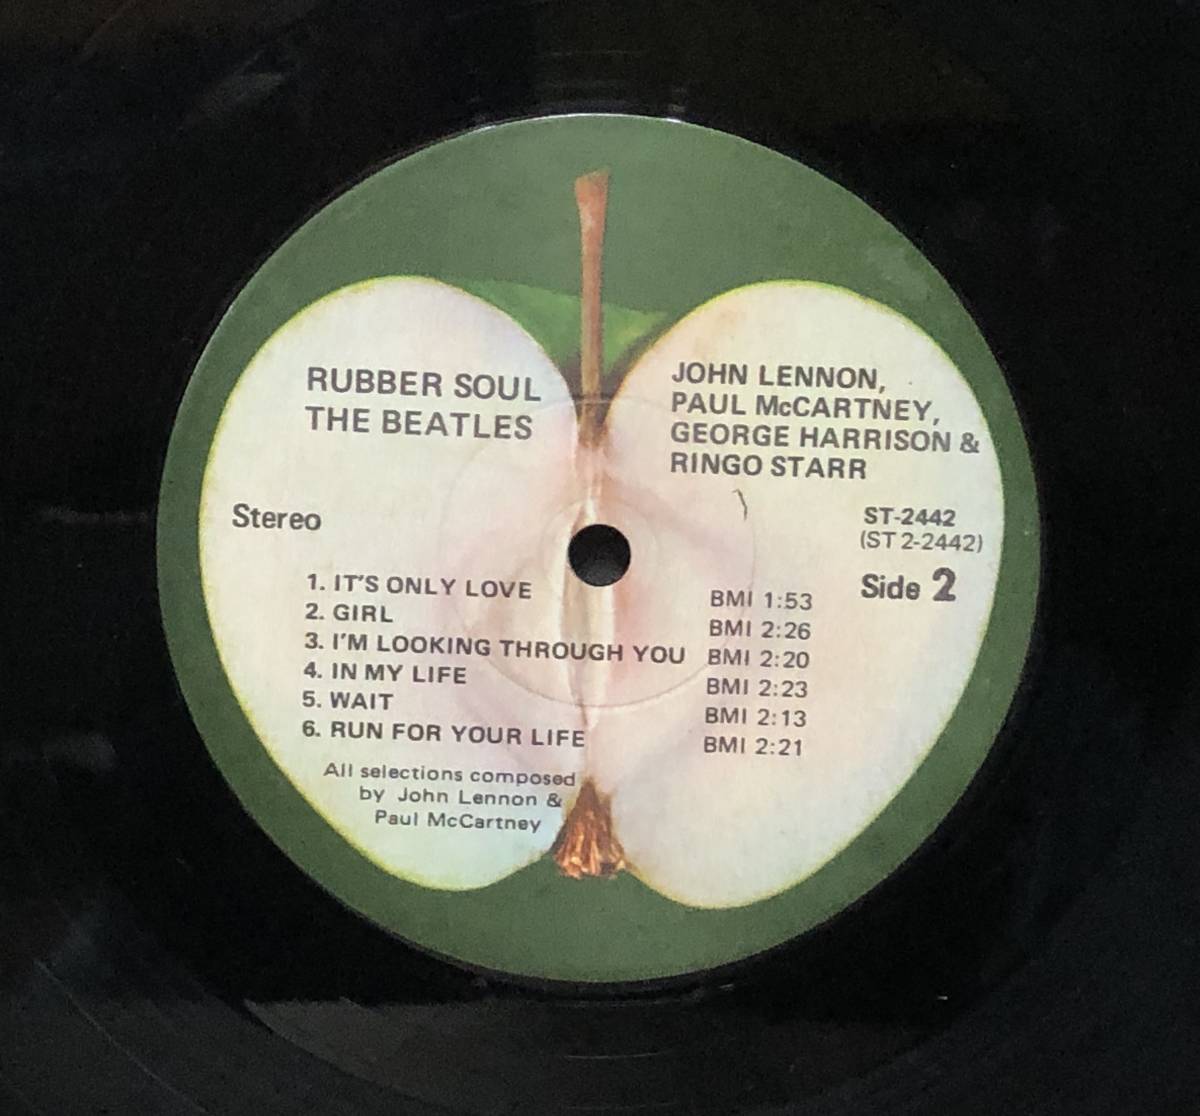 RUBBER SOUL
THE BEATLES
JOHN LENNON,
PAUL McCARTNEY,
GEORGE HARRISON &
RINGO STARR
Stereo
ST-2442
(ST 2-2442)
Side 2
1. IT'S ONLY LOVE BMI 1:53
2. GIRL BMI 2:26
3. I'M LOOKING THROUGH YOU BMI 2:20
4. IN MY LIFE BMI 2:23
5. WAIT BMI 2:13
6. RUN FOR YOUR LIFE BMI 2:21
All selections composed
by John Lennon &
Paul McCartney